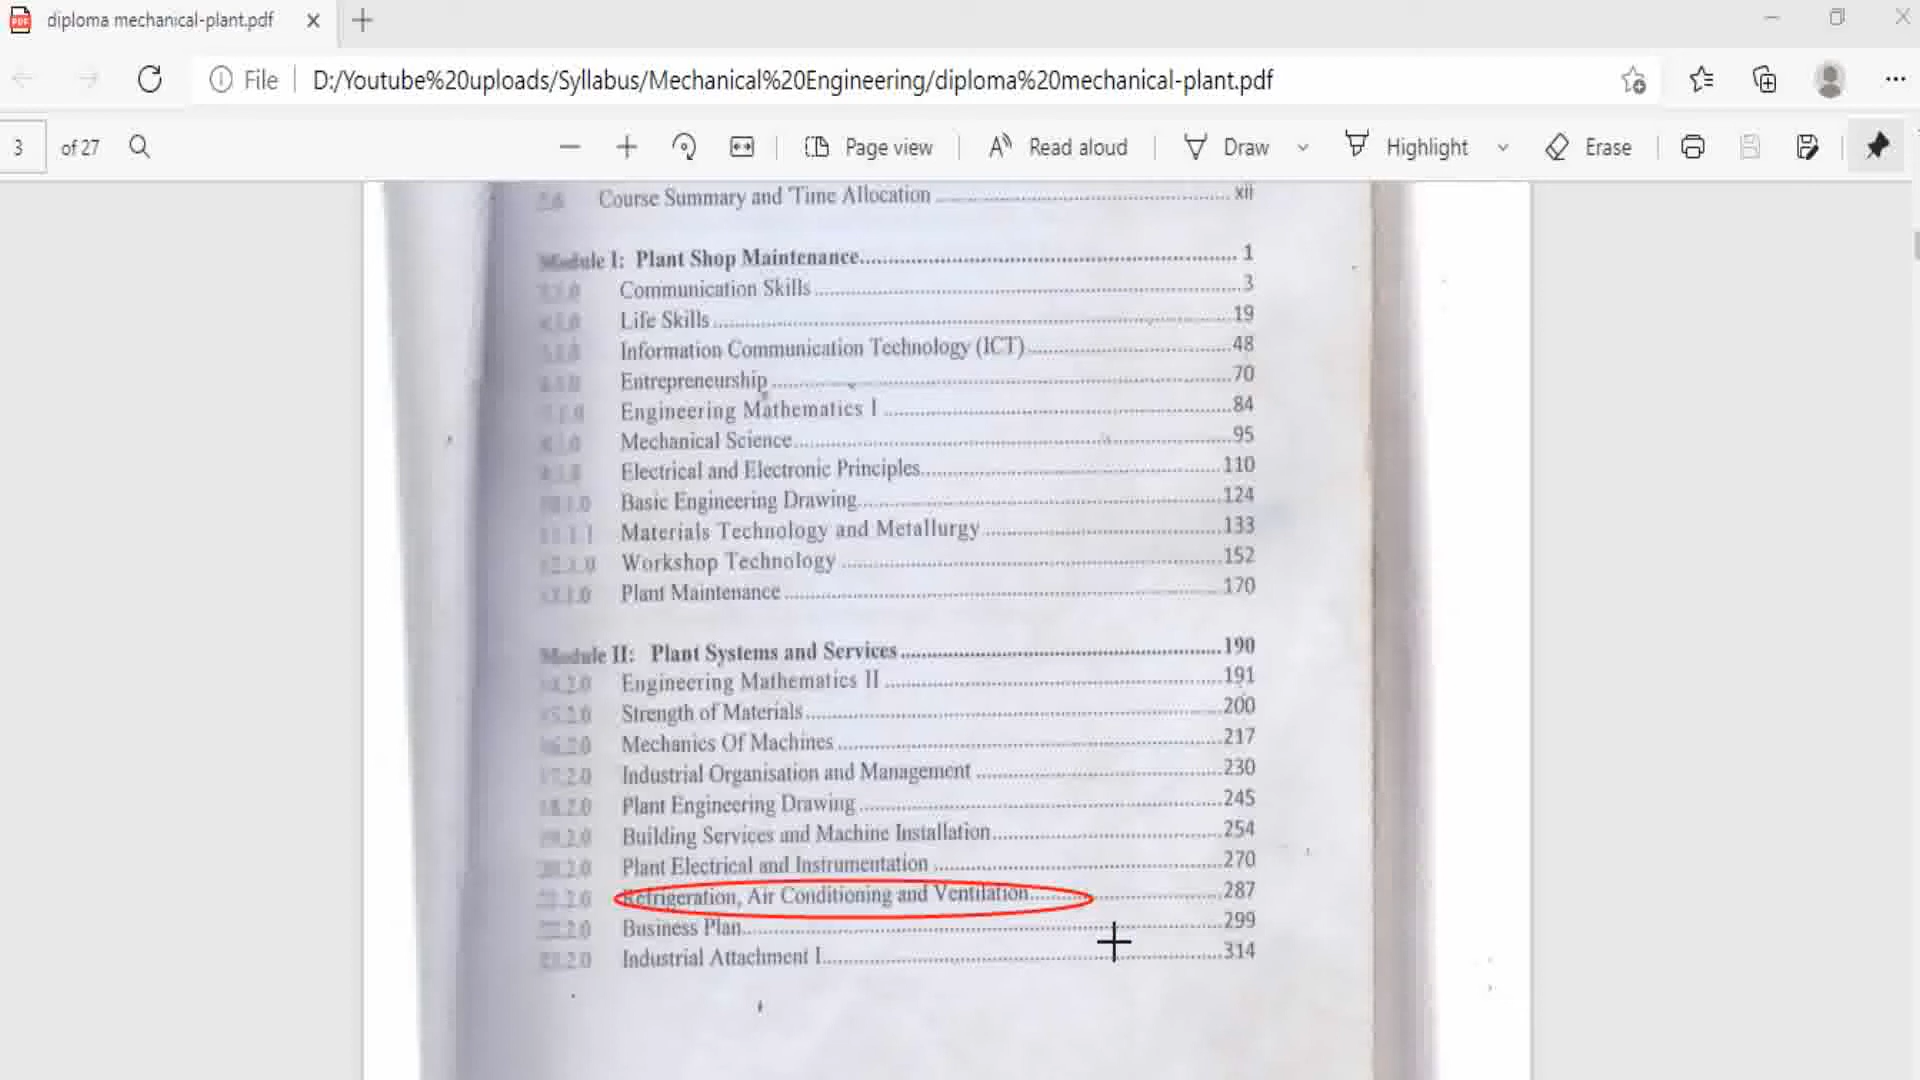 diploma mechanical-plant.pdf
File D:/Youtube%20uploads/Syllabus/Mechanical%20Engineering/diploma%20mechanical-plant.pdf
3 of 27 Page view Read aloud Draw Highlight Erase
Course Summary and Time Allocation xii
Module I: Plant Shop Maintenance 1
Communication Skills 3
Life Skills 19
Information Communication Technology (ICT) 48
Entrepreneurship 70
Engineering Mathematics I 84
Mechanical Science 95
Electrical and Electronic Principles 110
Basic Engineering Drawing 124
Materials Technology and Metallurgy 133
Workshop Technology 152
Plant Maintenance 170
Module II: Plant Systems and Services 190
Engineering Mathematics II 191
Strength of Materials 200
Mechanics Of Machines 217
Industrial Organisation and Management 230
Plant Engineering Drawing 245
Building Services and Machine Installation 254
Plant Electrical and Instrumentation 270
Refrigeration, Air Conditioning and Ventilation 287
Business Plan 299
Industrial Attachment I 314